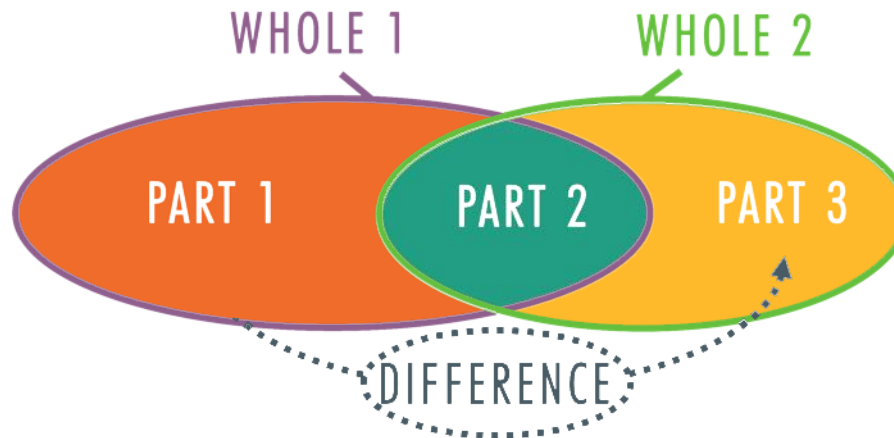 WHOLE 1
WHOLE 2
PART 1
PART 2
PART 3
DIFFERENCE